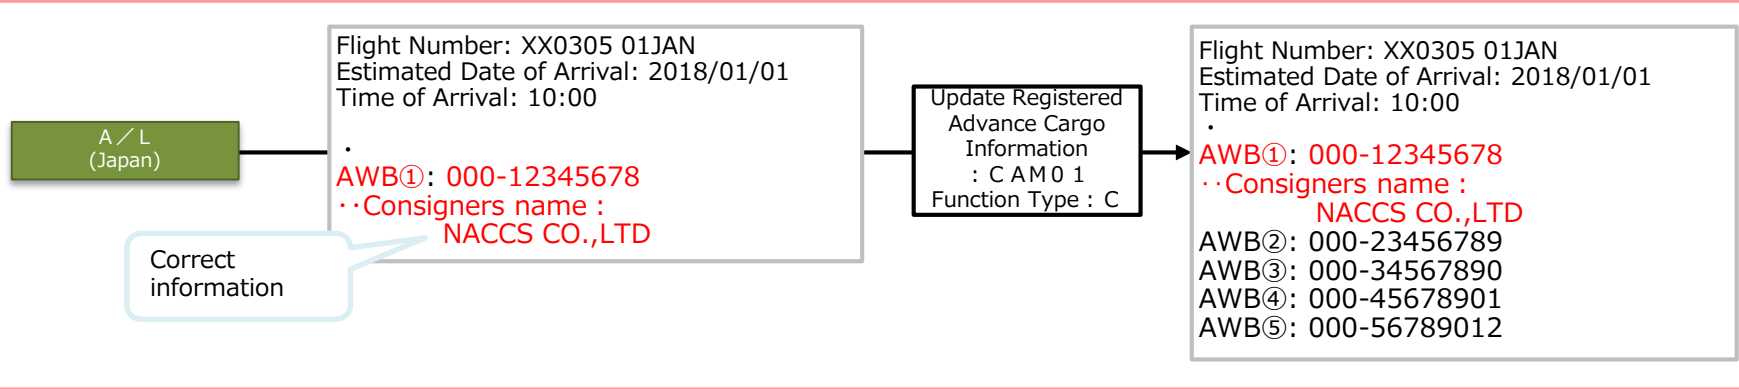 A／L
(Japan)
Flight Number: XX0305 01JAN
Estimated Date of Arrival: 2018/01/01
Time of Arrival: 10:00
・
AWB①: 000-12345678
‥Consigners name :
NACCS CO.,LTD
Correct
information
Update Registered
Advance Cargo
Information
: ＣＡＭ０１
Function Type : C
Flight Number: XX0305 01JAN
Estimated Date of Arrival: 2018/01/01
Time of Arrival: 10:00
・
AWB①: 000-12345678
‥Consigners name :
NACCS CO.,LTD
AWB②: 000-23456789
AWB③: 000-34567890
AWB④: 000-45678901
AWB⑤: 000-56789012